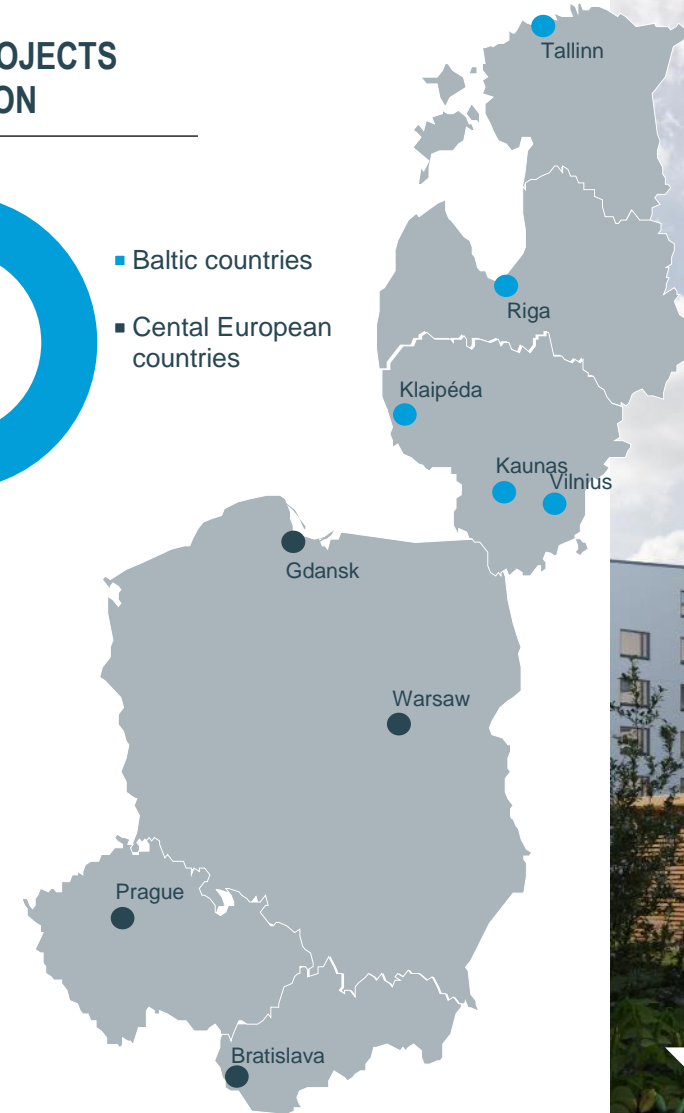 OJECTS
ON
Tallinn
Baltic countries
Cental European
countries
Riga
Klaipéda
Kaunas
Vilnius
Gdansk
Warsaw
Prague
Bratislava